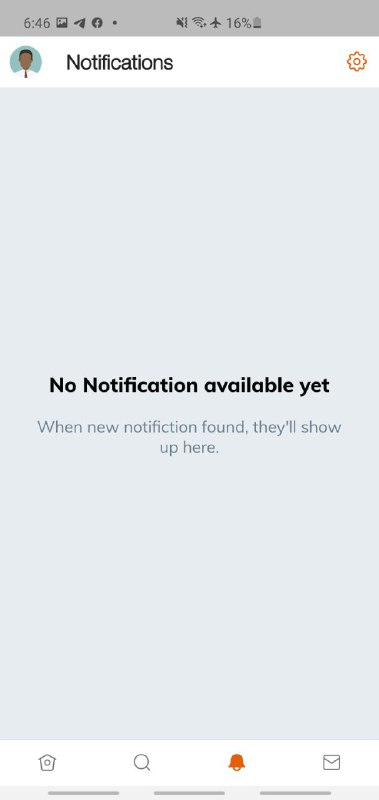 6:46
16%
Notifications
No Notification available yet
When new notifiction found, they'll show
up here.